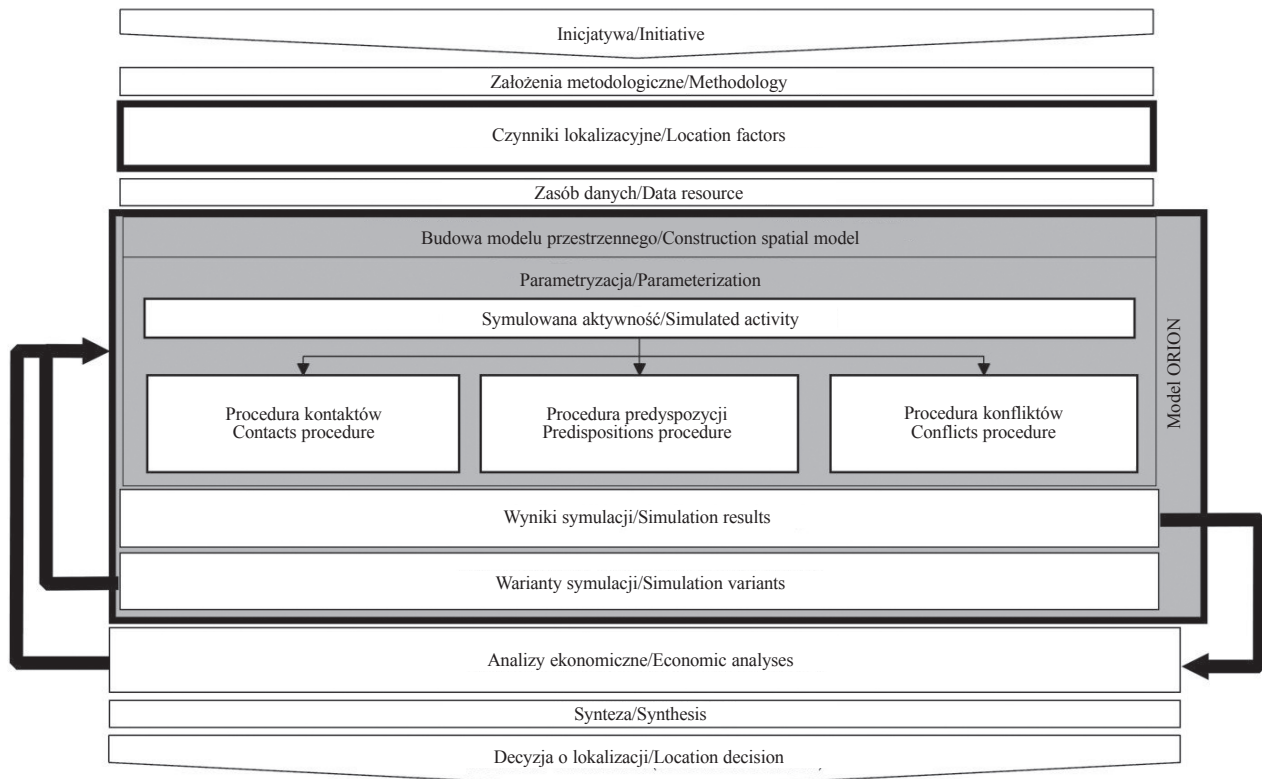 Inicjatywa/Initiative
Założenia metodologiczne/Methodology
Czynniki lokalizacyjne/Location factors
Zasób danych/Data resource
Budowa modelu przestrzennego/Construction spatial model
Parametryzacja/Parameterization
Symulowana aktywność/Simulated activity
Procedura kontaktów
Contacts procedure
Procedura predyspozycji
Predispositions procedure
Procedura konfliktów
Conflicts procedure
Model ORION
Wyniki symulacji/Simulation results
Warianty symulacji/Simulation variants
Analizy ekonomiczne/Economic analyses
Synteza/Synthesis
Decyzja o lokalizacji/Location decision